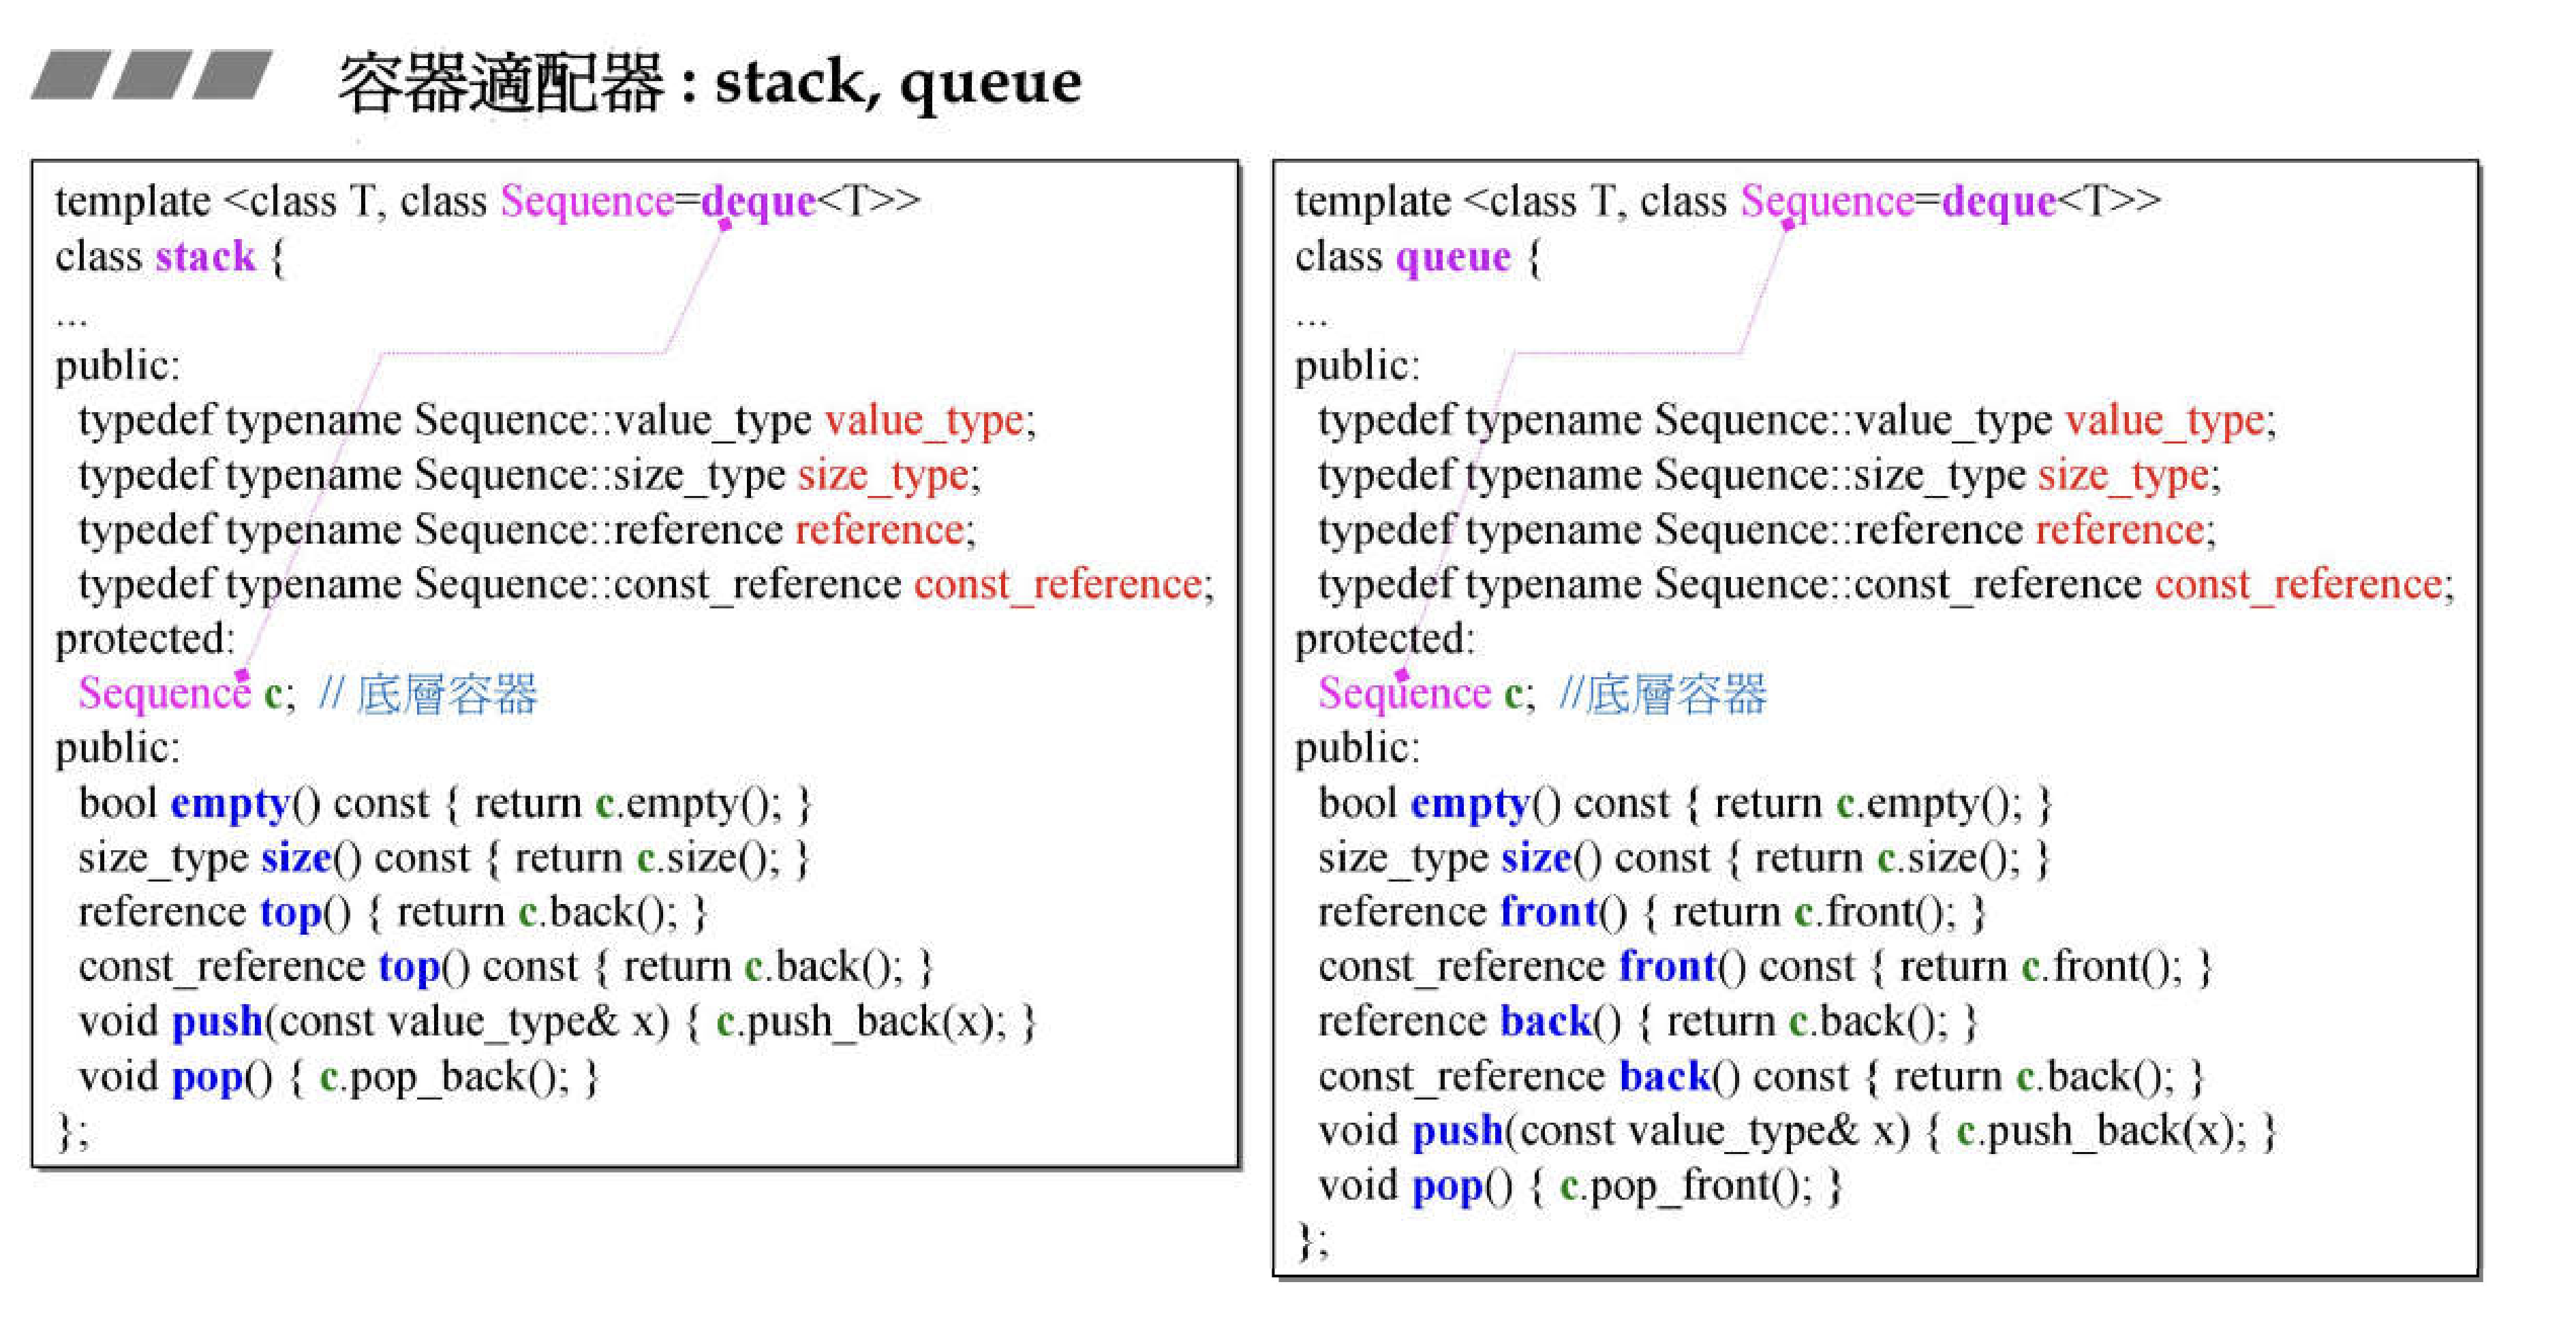 容器適配器 : stack, queue
template <class T, class Sequence=deque<T>>
class stack {
...
public:
typedef typename Sequence::value_type value_type;
typedef typename Sequence::size_type size_type;
typedef typename Sequence::reference reference;
typedef typename Sequence::const_reference const_reference;
protected:
Sequence c; // 底層容器
public:
bool empty() const { return c.empty(); }
size_type size() const { return c.size(); }
reference top() { return c.back(); }
const_reference top() const { return c.back(); }
void push(const value_type& x) { c.push_back(x); }
void pop() { c.pop_back(); }
};
template <class T, class Sequence=deque<T>>
class queue {
...
public:
typedef typename Sequence::value_type value_type;
typedef typename Sequence::size_type size_type;
typedef typename Sequence::reference reference;
typedef typename Sequence::const_reference const_reference;
protected:
Sequence c; //底層容器
public:
bool empty() const { return c.empty(); }
size_type size() const { return c.size(); }
reference front() { return c.front(); }
const_reference front() const { return c.front(); }
reference back() { return c.back(); }
const_reference back() const { return c.back(); }
void push(const value_type& x) { c.push_back(x); }
void pop() { c.pop_front(); }
};